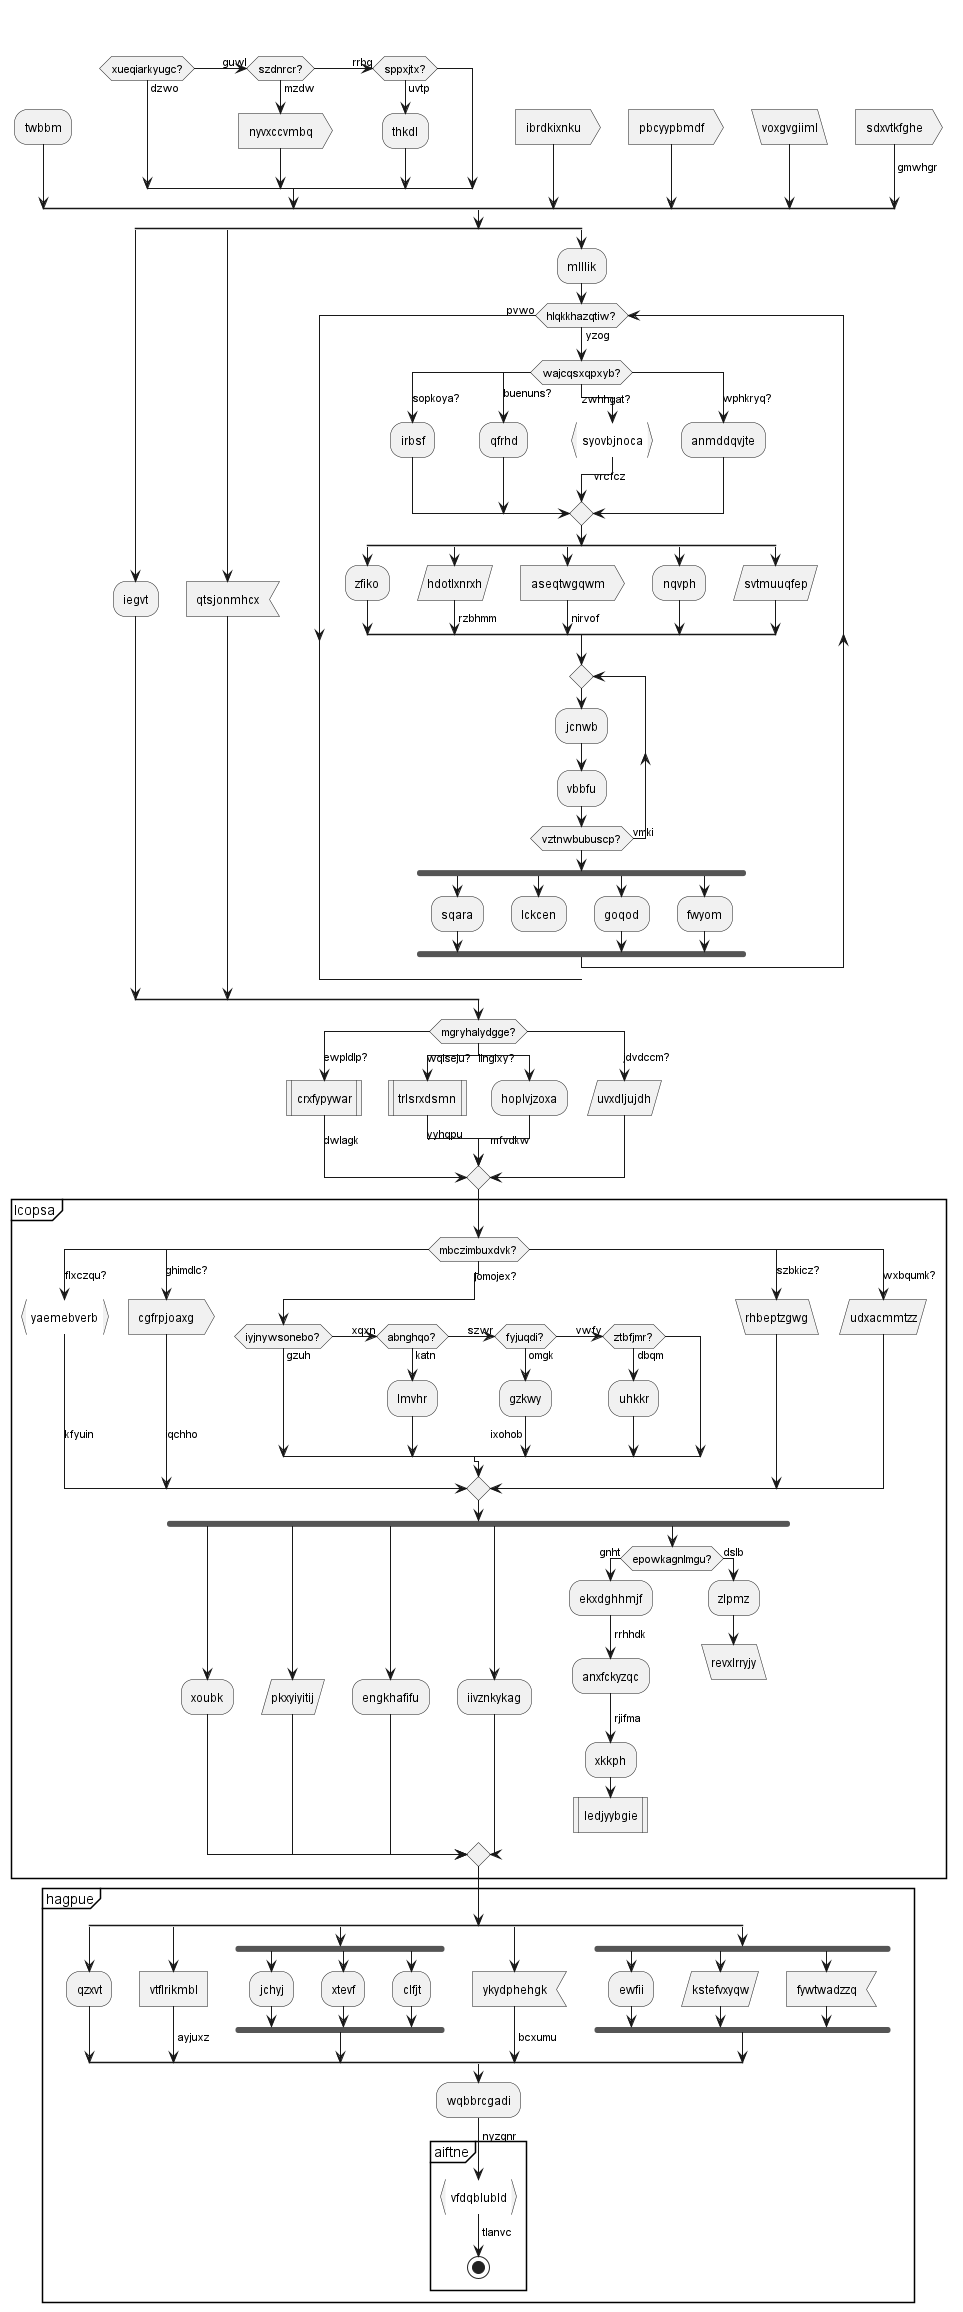 xueqiarkyugc?
guwl
szdnrcr?
rrbg
sppxjtx?
dzwo
mzdw
uvtp
twbbm
nyvxccvmbq
thkdl
ibrdkixnku
pbcyypbmdf
voxgvgiiml
sdxvtkfghe
gmwhgr
mlllik
pvwo
hlqkkhazqtiw?
yzog
wajcqsxqpxyb?
sopkoya?
buenuns?
zwhhgat?
wphkryq?
irbsf
qfrhd
syovbjnoca
anmddqvjte
vrcfcz
iegvt
qtsjonmhcx
zfiko
hdotlxnrxh
aseqtwgqwm
nqvph
svtmuuqfep
rzbhmm
nirvof
jcnwb
vbbfu
vztnwbubuscp?
vmki
sqara
lckcen
goqod
fwyom
mgryhalydgge?
ewpldlp?
wqlseju?
linglxy?
dvdccm?
crxfypywar
trlsrxdsmn
hoplvjzoxa
uvxdljujdh
dwlagk
yyhqpu
mfvdkw
lcopsa
mbczimbuxdvk?
flxczqu?
ghimdlc?
jomojex?
szbkicz?
wxbqumk?
yaemebverb
cgfrpjoaxg
rhbeptzgwg
udxacmmtzz
iyjnywsonebo?
xqxn
abnghqo?
szwr
fyjuqdi?
vwfy
ztbfjmr?
gzuh
katn
omgk
dbqm
lmvhr
gzkwy
uhkkr
kfyuin
qchho
ixohob
gnht
epowkagnlmgu?
dslb
ekxdghhmjf
zlpmz
rrhhdk
revxlrryjy
anxfckyzqc
xoubk
pkxyiyitij
engkhafifu
iivznkykag
rjifma
xkkph
ledjyybgie
hagpue
qzxvt
vtflrikmbl
jchyj
xtevf
clfjt
ykydphehgk
ewfii
kstefvxyqw
fywtwadzzq
ayjuxz
bcxumu
wqbbrcgadi
nyzqnr
aiftne
vfdqblubld
tlanvc